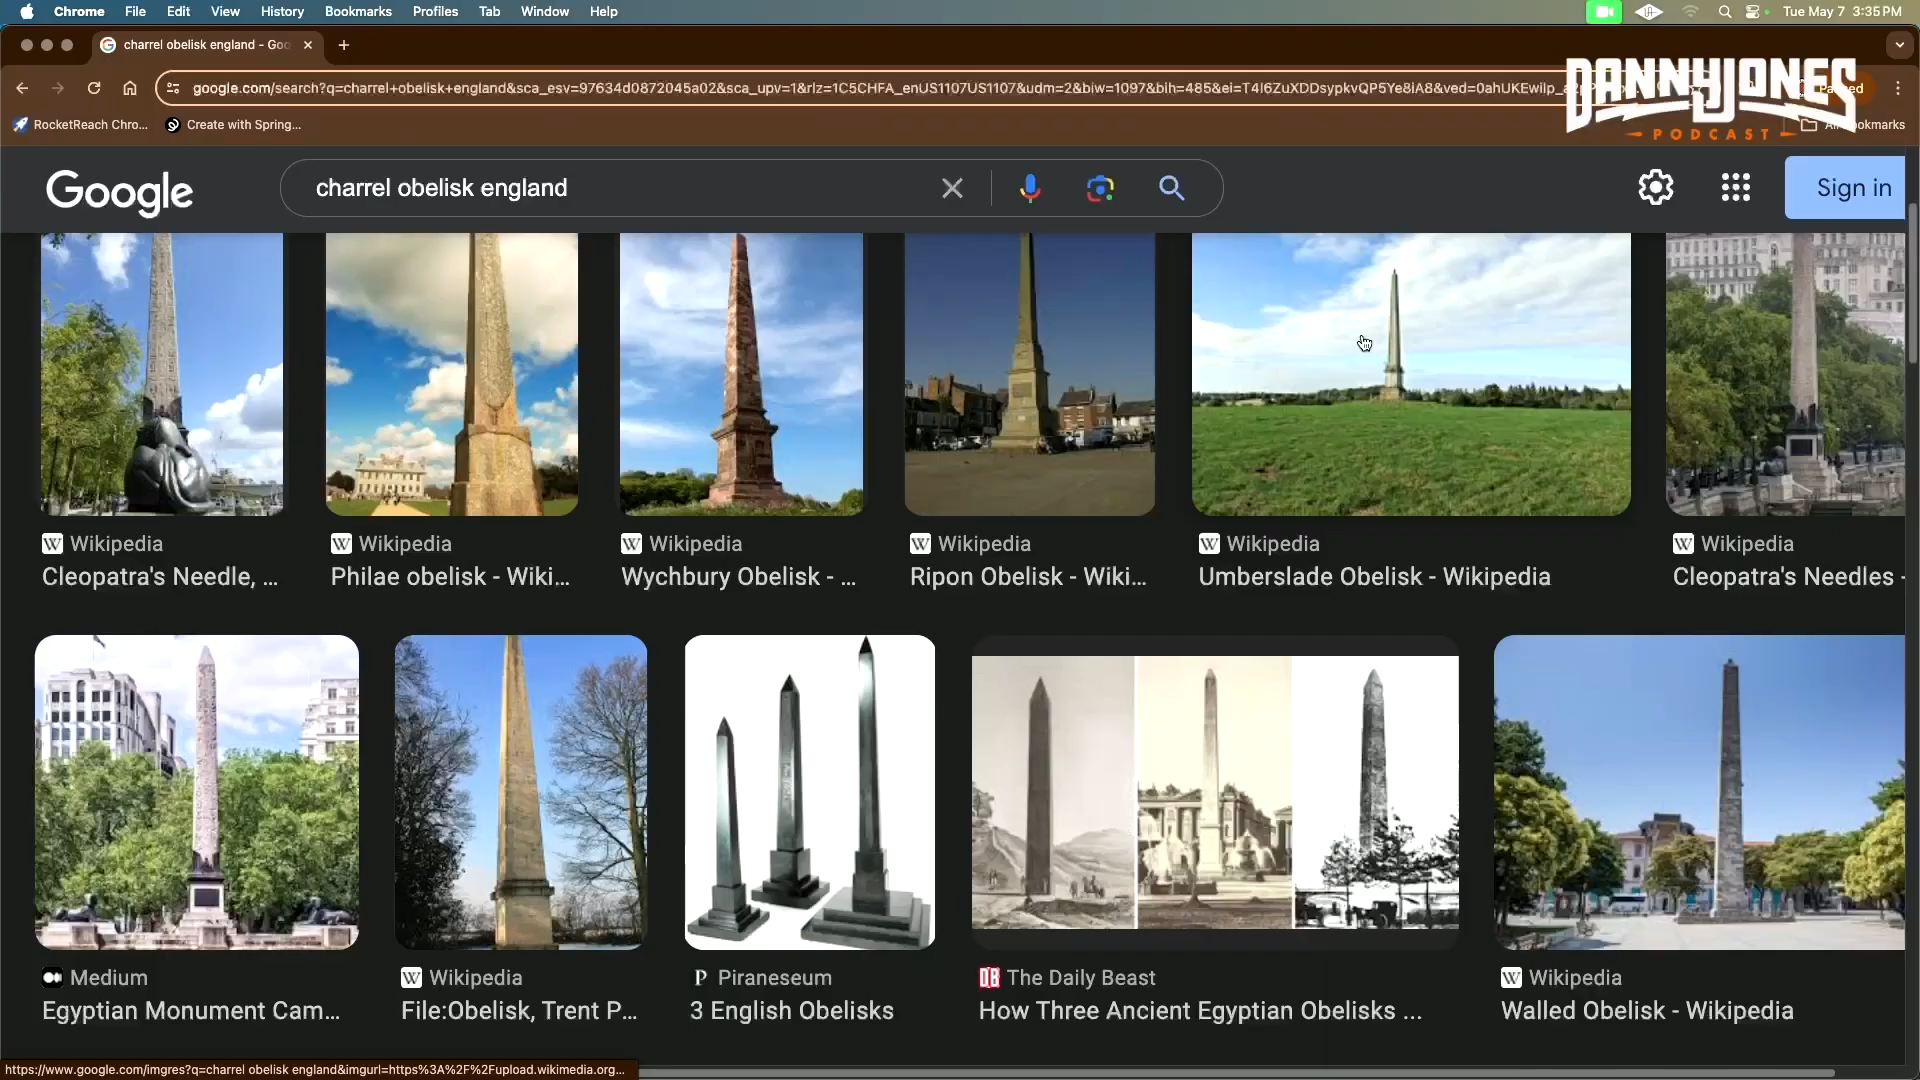 Chrome File Edit View History Bookmarks Profiles Tab Window Help Tue May 7 3:35 PM
charrel obelisk england - Goo
google.com/search?q=charrel+obelisk+england&sca_esv=97634d0872045a02&sca_upv=1&rlz=1C5CHFA_enUS1107US1107&udm=2&biw=1097&bih=485&ei=T4I6ZuXDDsypkvQP5Ye8iA8&ved=0ahUKEwilp_
DANNY JONES
PODCAST
RocketReach Chro... Create with Spring...
Google charrel obelisk england Sign in
Wikipedia Wikipedia Wikipedia Wikipedia Wikipedia Wikipedia
Cleopatra's Needle, ... Philae obelisk - Wiki... Wychbury Obelisk - ... Ripon Obelisk - Wiki... Umberslade Obelisk - Wikipedia Cleopatra's Needles -
Medium Wikipedia P Piraneseum DB The Daily Beast Wikipedia
Egyptian Monument Cam... File:Obelisk, Trent P... 3 English Obelisks How Three Ancient Egyptian Obelisks ... Walled Obelisk - Wikipedia
https://www.google.com/imgres?q=charrel obelisk england&imgurl=https%3A%2F%2Fupload.wikimedia.org...